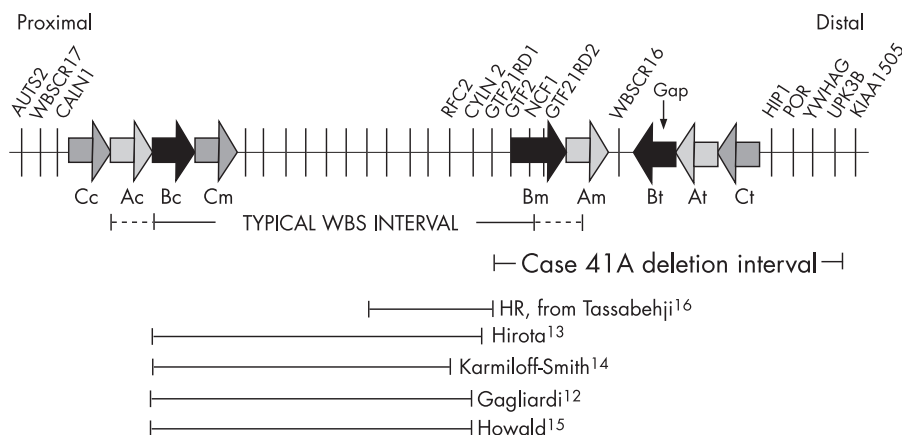 Proximal Distal
AUTS2 WBSCR17 CALN1 RFC2 CYLN 2 GTF21RD1 GTF2 NCF1 GTF21RD2 WBSCR16 Gap HIP1 POR YWHAG UPK3B KIAA1505
Cc Ac Bc Cm Bm Am Bt At Ct
TYPICAL WBS INTERVAL
Case 41A deletion interval
HR, from Tassabehji16
Hirota13
Karmiloff-Smith14
Gagliardi12
Howald15